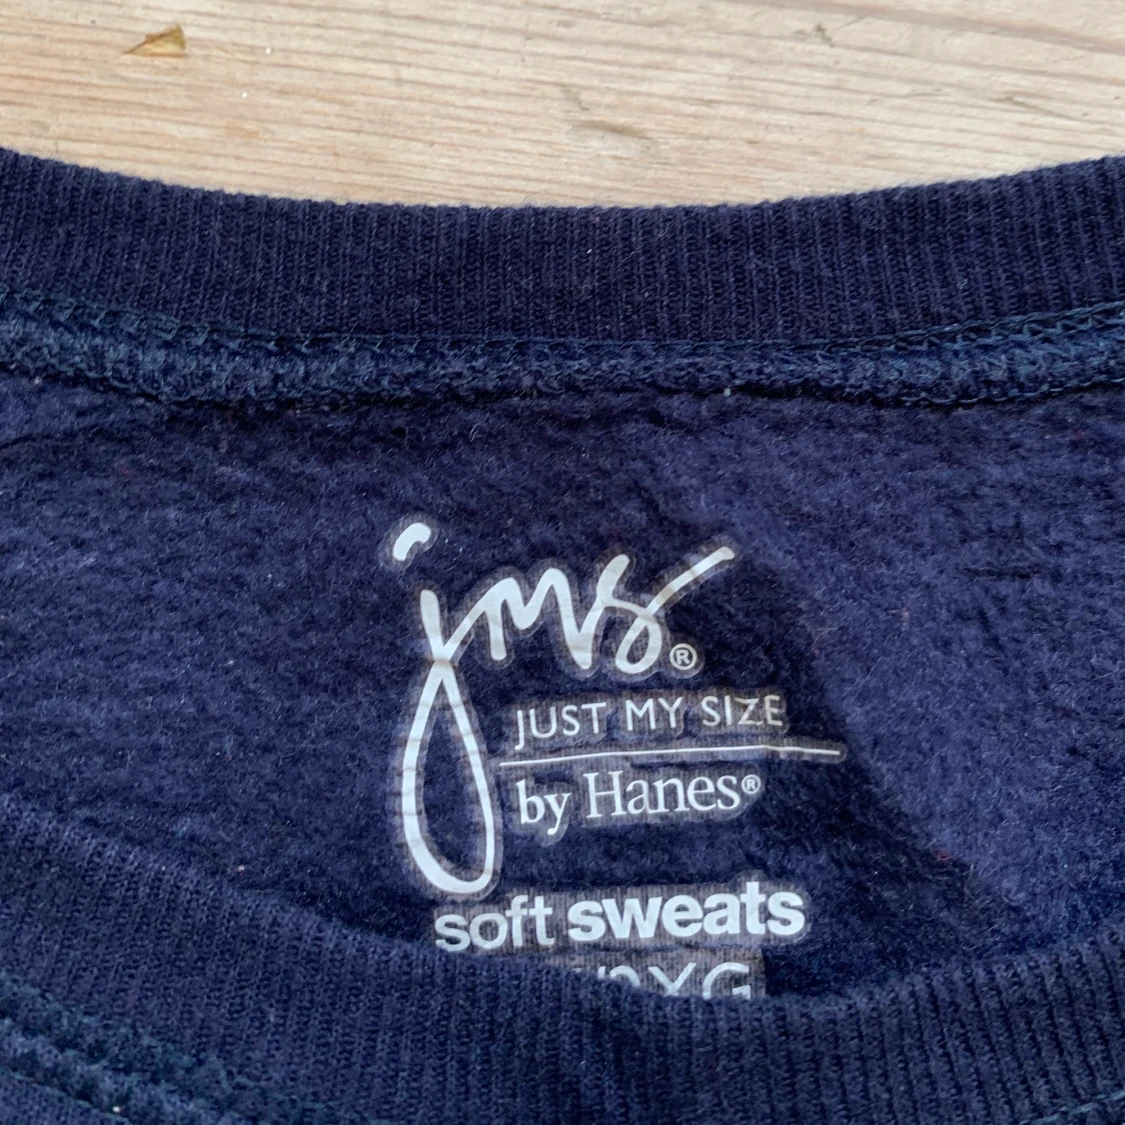 jms®
JUST MY SIZE
by Hanes®
soft sweats